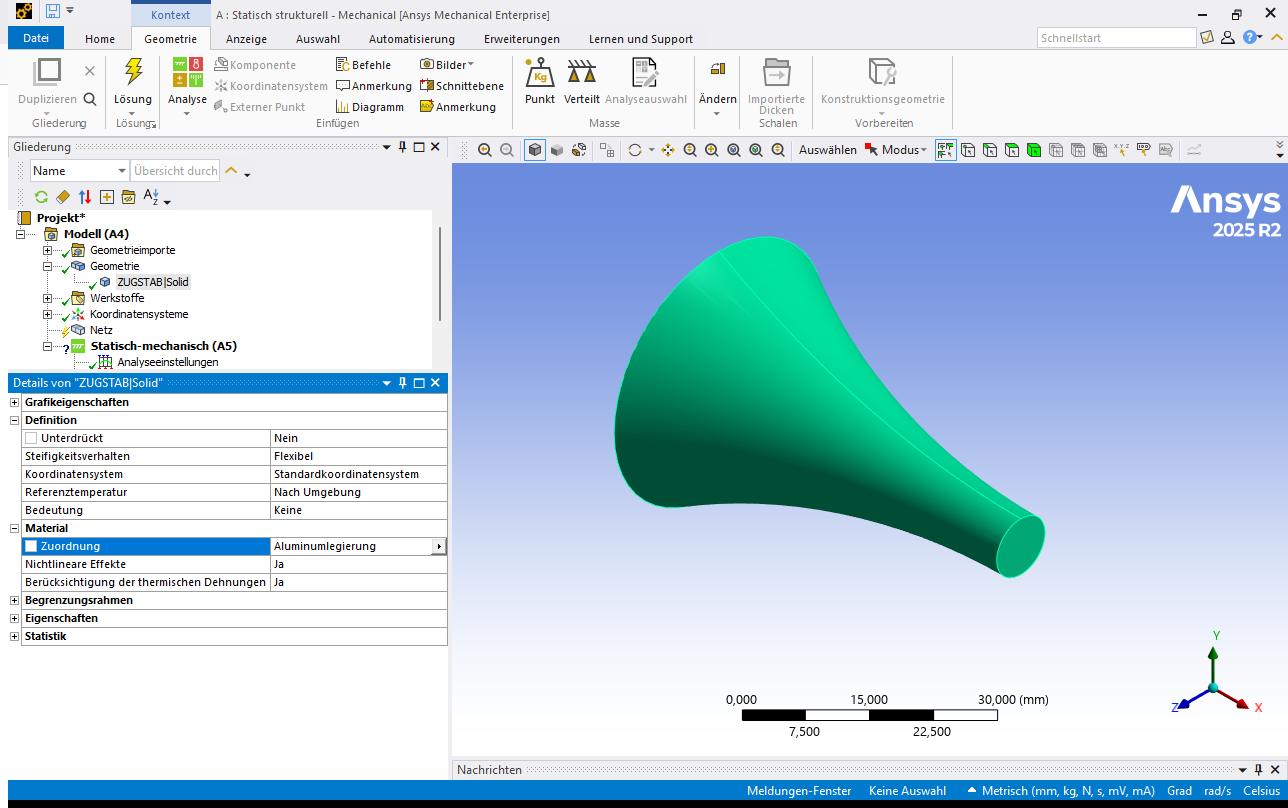 Kontext
A : Statisch strukturell - Mechanical [Ansys Mechanical Enterprise]
Datei Home Geometrie Anzeige Auswahl Automatisierung Erweiterungen Lernen und Support
Schnellstart
Duplizieren
Gliederung
Lösung
Lösung
Analyse
Komponente
Koordinatensystem
Externer Punkt
Befehle
Anmerkung
Diagramm
Bilder
Schnittebene
Anmerkung
Einfügen
Punkt Verteilt Analyseauswahl
Masse
Ändern
Importierte
Dicken
Schalen
Konstruktionsgeometrie
Vorbereiten
Gliederung
Name
Übersicht durch
Auswählen Modus
Projekt*
Modell (A4)
Geometrieimporte
Geometrie
ZUGSTAB|Solid
Werkstoffe
Koordinatensysteme
Netz
Statisch-mechanisch (A5)
Analyseeinstellungen
Details von "ZUGSTAB|Solid"
Grafikeigenschaften
Definition
Unterdrückt Nein
Steifigkeitsverhalten Flexibel
Koordinatensystem Standardkoordinatensystem
Referenztemperatur Nach Umgebung
Bedeutung Keine
Material
Zuordnung Aluminumlegierung
Nichtlineare Effekte Ja
Berücksichtigung der thermischen Dehnungen Ja
Begrenzungsrahmen
Eigenschaften
Statistik
Ansys
2025 R2
0,000 15,000 30,000 (mm)
7,500 22,500
Y
Z X
Nachrichten
Meldungen-Fenster Keine Auswahl Metrisch (mm, kg, N, s, mV, mA) Grad rad/s Celsius